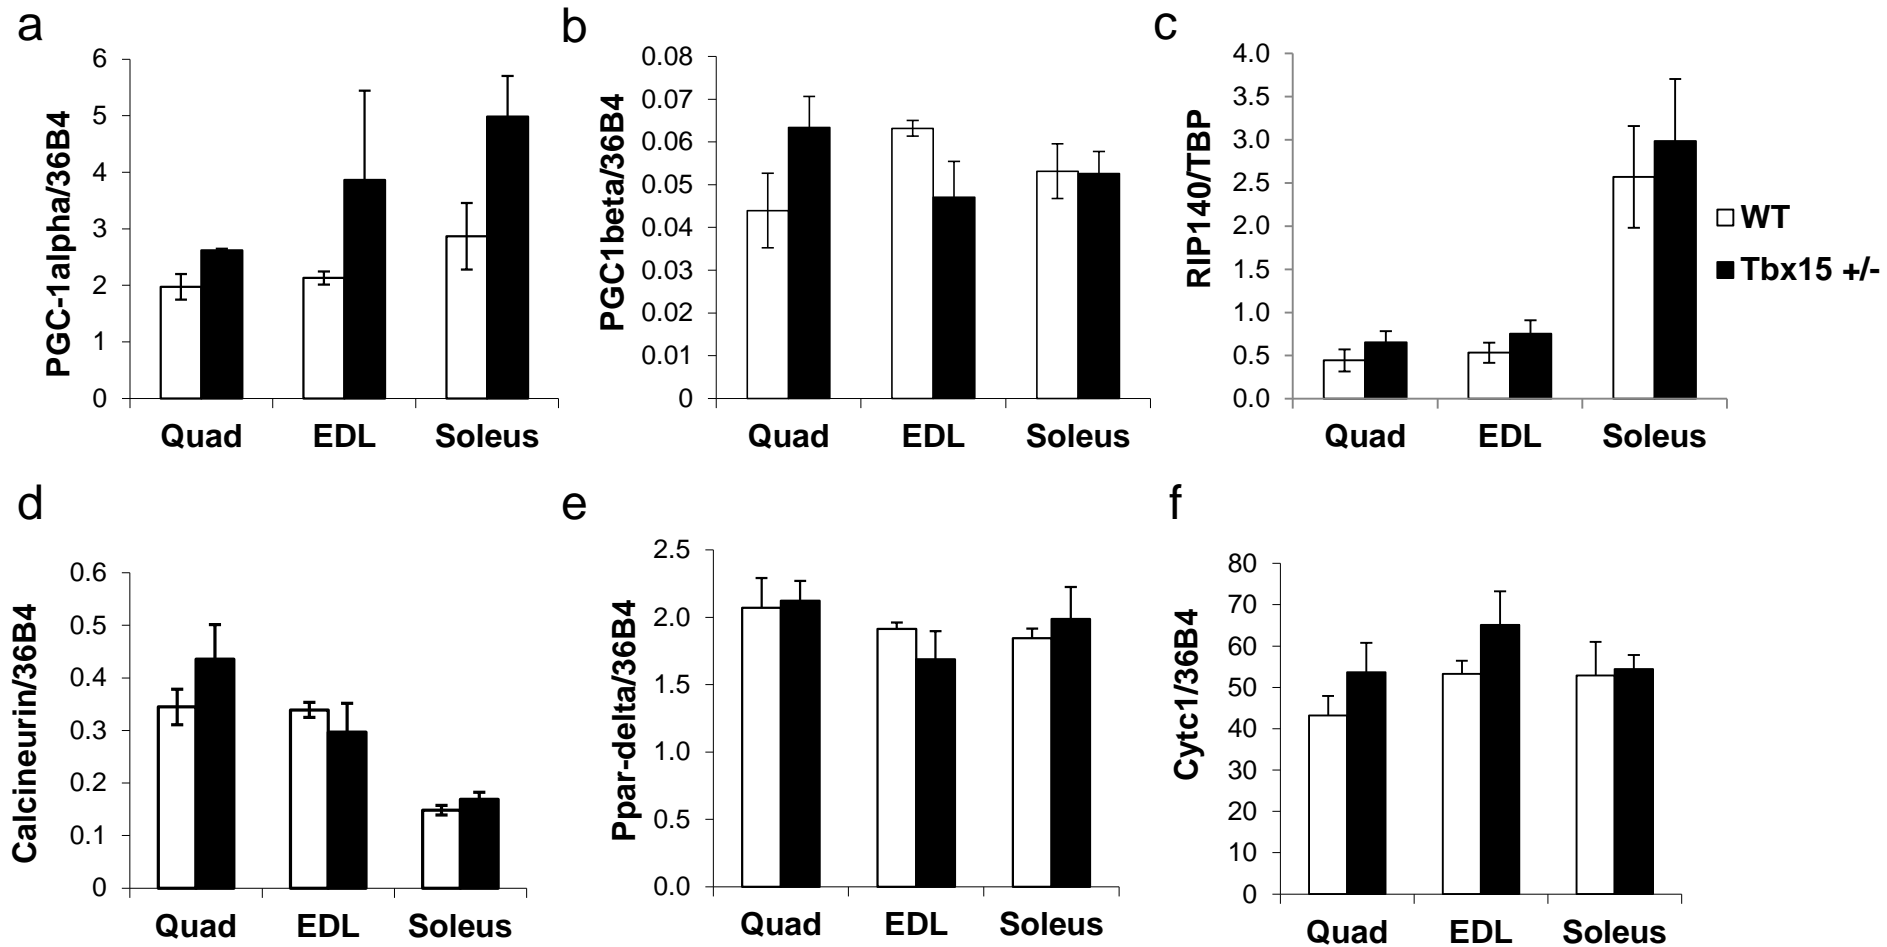 a
PGC-1alpha/36B4
6
5
4
3
2
1
0
Quad EDL Soleus
b
PGC1beta/36B4
0.08
0.07
0.06
0.05
0.04
0.03
0.02
0.01
0
Quad EDL Soleus
c
RIP140/TBP
4.0
3.5
3.0
2.5
2.0
1.5
1.0
0.5
0.0
Quad EDL Soleus
WT
Tbx15 +/-
d
Calcineurin/36B4
0.6
0.5
0.4
0.3
0.2
0.1
0
Quad EDL Soleus
e
Ppar-delta/36B4
2.5
2.0
1.5
1.0
0.5
0.0
Quad EDL Soleus
f
Cytc1/36B4
80
70
60
50
40
30
20
10
0
Quad EDL Soleus